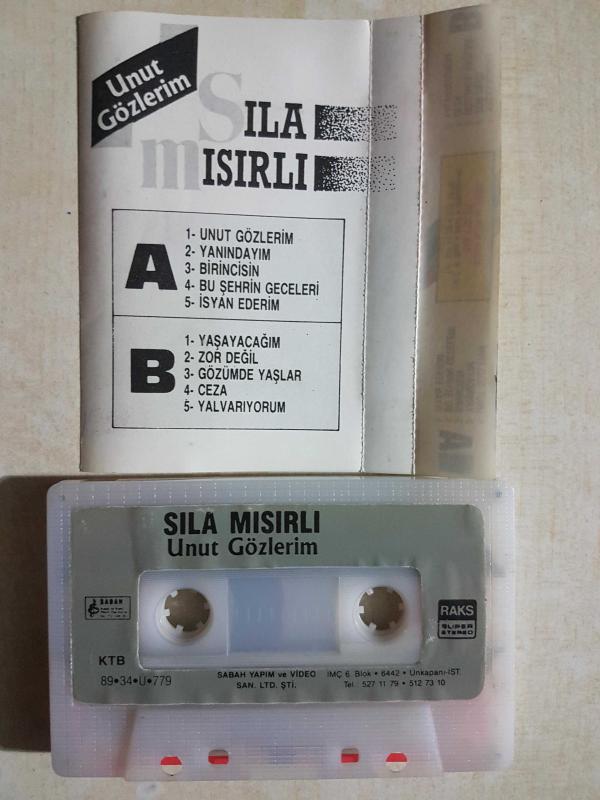 Unut
Gözlerim
SILA
MISIRLI
A
1- UNUT GÖZLERİM
2- YANINDAYIM
3- BİRİNCİSİN
4- BU ŞEHRİN GECELERİ
5- İSYAN EDERİM
B
1- YAŞAYACAĞIM
2- ZOR DEĞİL
3- GÖZÜMDE YAŞLAR
4- CEZA
5- YALVARIYORUM
SILA MISIRLI
Unut Gözlerim
SABAH
RAKS
SUPER
STEREO
KTB
89•34•U•779
SABAH YAPIM ve VİDEO
SAN. LTD. ŞTİ.
İMÇ 6. Blok • 6442 • Unkapanı-İST.
Tel.: 527 11 79 • 512 73 10